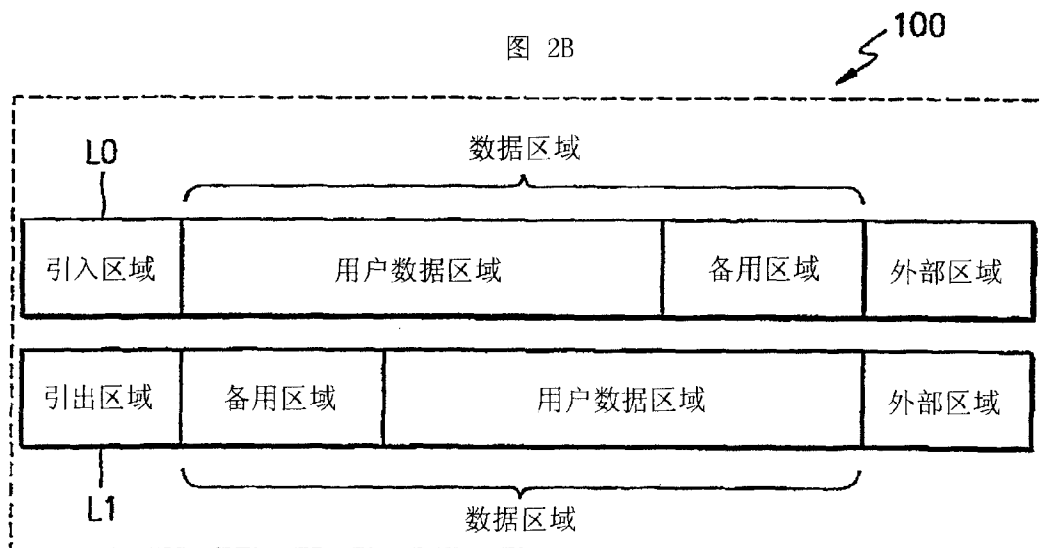 图 2B
100
数据区域
L0
引入区域 用户数据区域 备用区域 外部区域
引出区域 备用区域 用户数据区域 外部区域
L1
数据区域